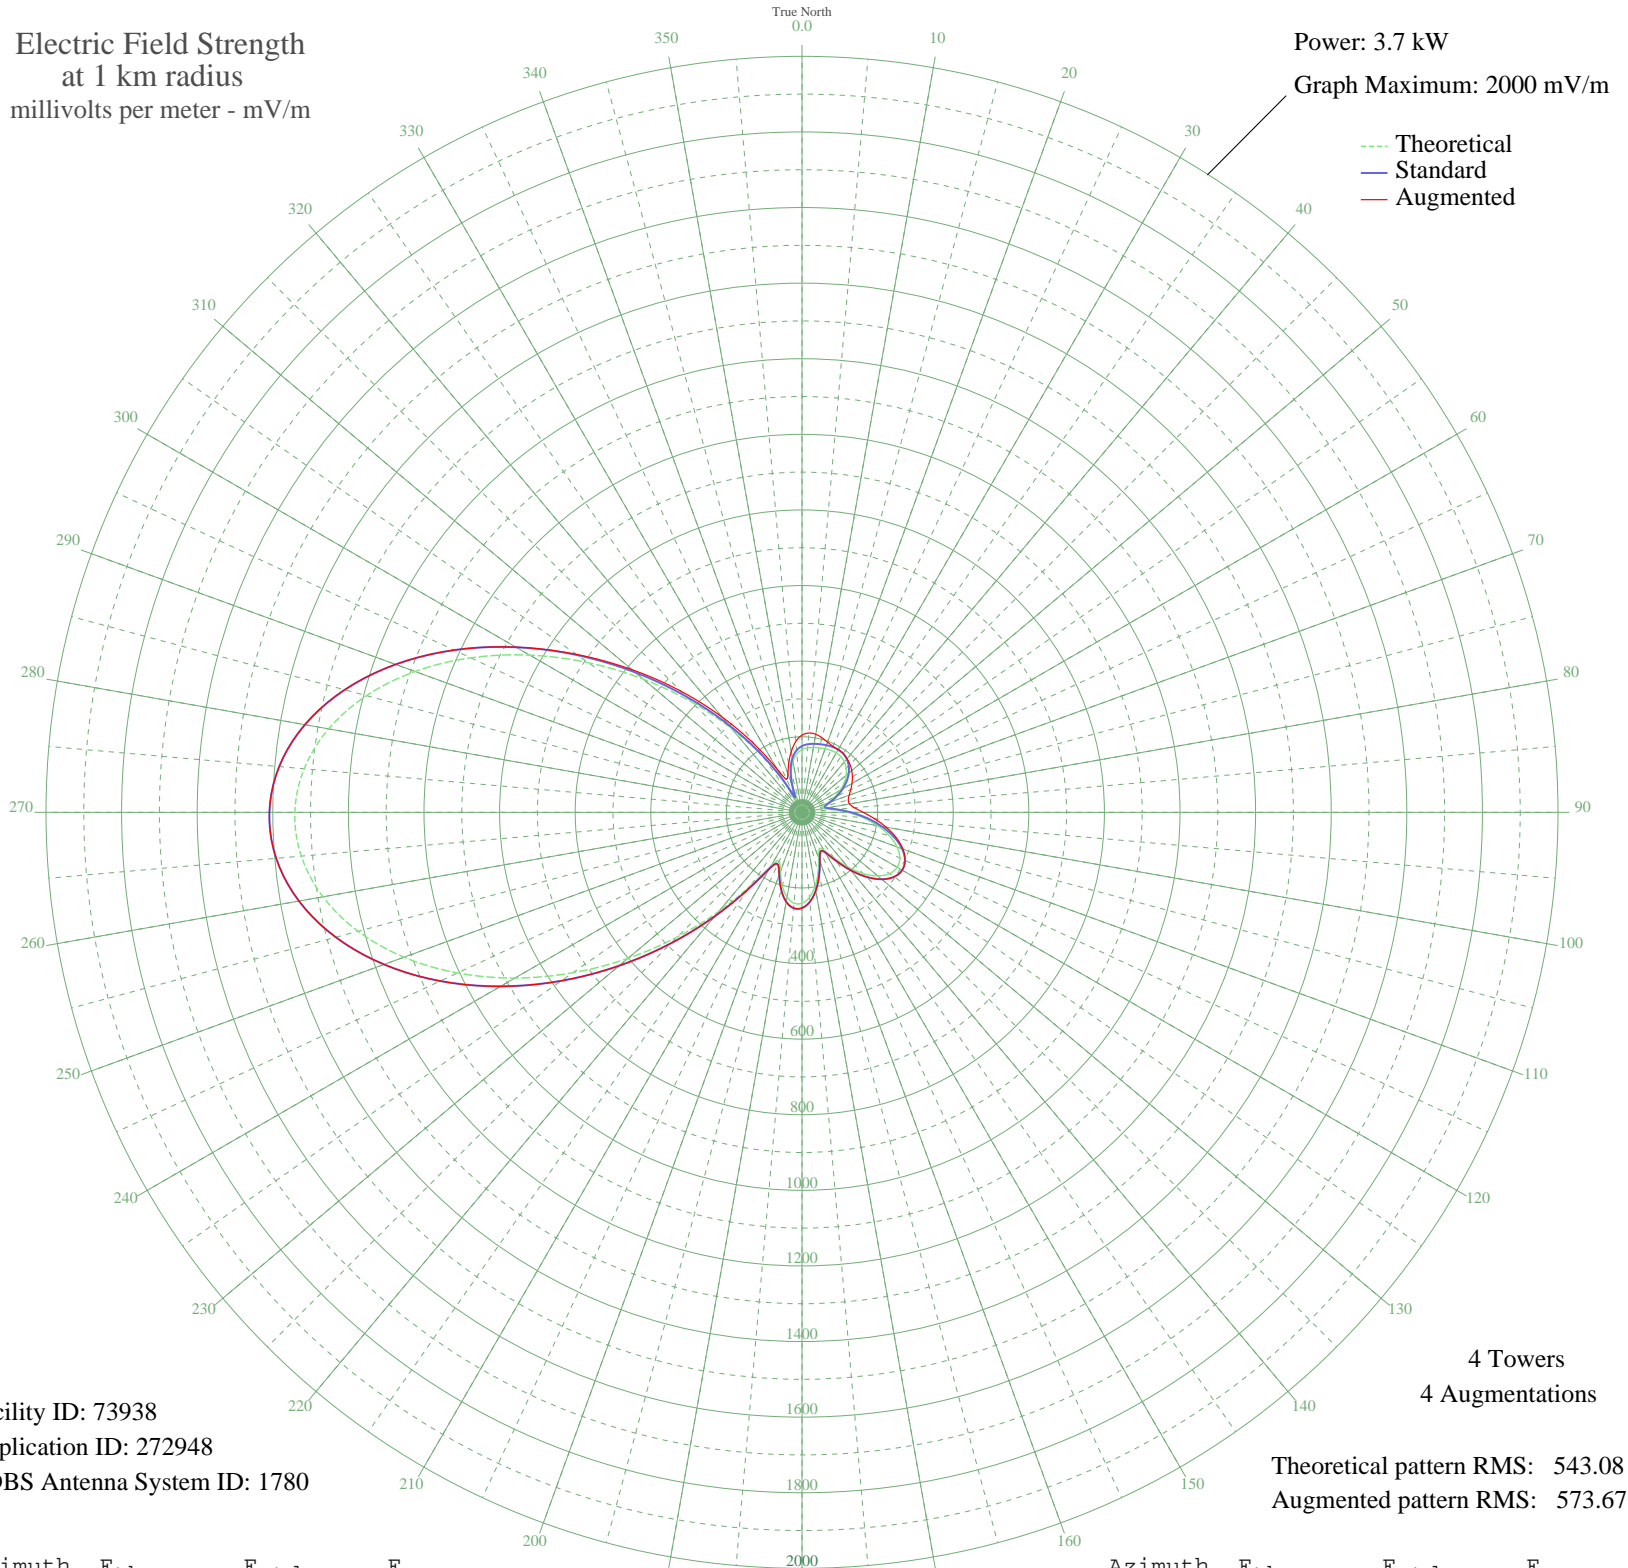 True North
0.0
Electric Field Strength
at 1 km radius
millivolts per meter - mV/m
Power: 3.7 kW
Graph Maximum: 2000 mV/m
Theoretical
Standard
Augmented
10
20
30
40
50
60
70
80
90
100
110
120
130
140
150
160
200
210
220
230
240
250
260
270
280
290
300
310
320
330
340
350
400
600
800
1000
1200
1400
1600
1800
2000
4 Towers
4 Augmentations
cility ID: 73938
plication ID: 272948
DBS Antenna System ID: 1780
Theoretical pattern RMS: 543.08
Augmented pattern RMS: 573.67
imuth
Azimuth